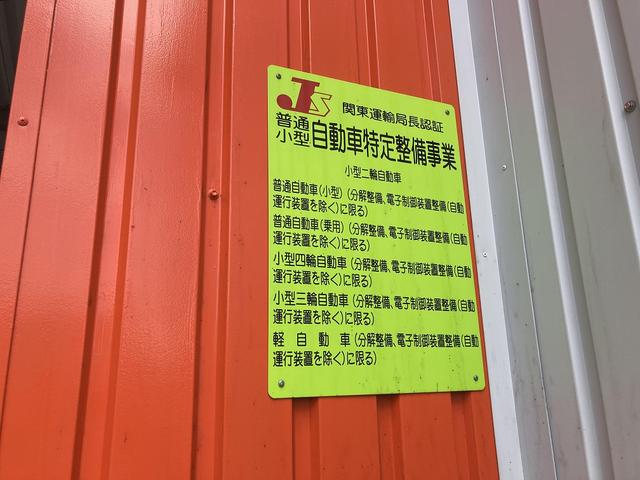 JS 関東運輸局長認証
普通
小型 自動車特定整備事業
小型二輪自動車
普通自動車(小型)(分解整備、電子制御装置整備(自動
運行装置を除く)に限る)
普通自動車(乗用)(分解整備、電子制御装置整備(自動
運行装置を除く)に限る)
小型四輪自動車(分解整備、電子制御装置整備(自動
運行装置を除く)に限る)
小型三輪自動車(分解整備、電子制御装置整備(自動
運行装置を除く)に限る)
軽自動車(分解整備、電子制御装置整備(自動
運行装置を除く)に限る)